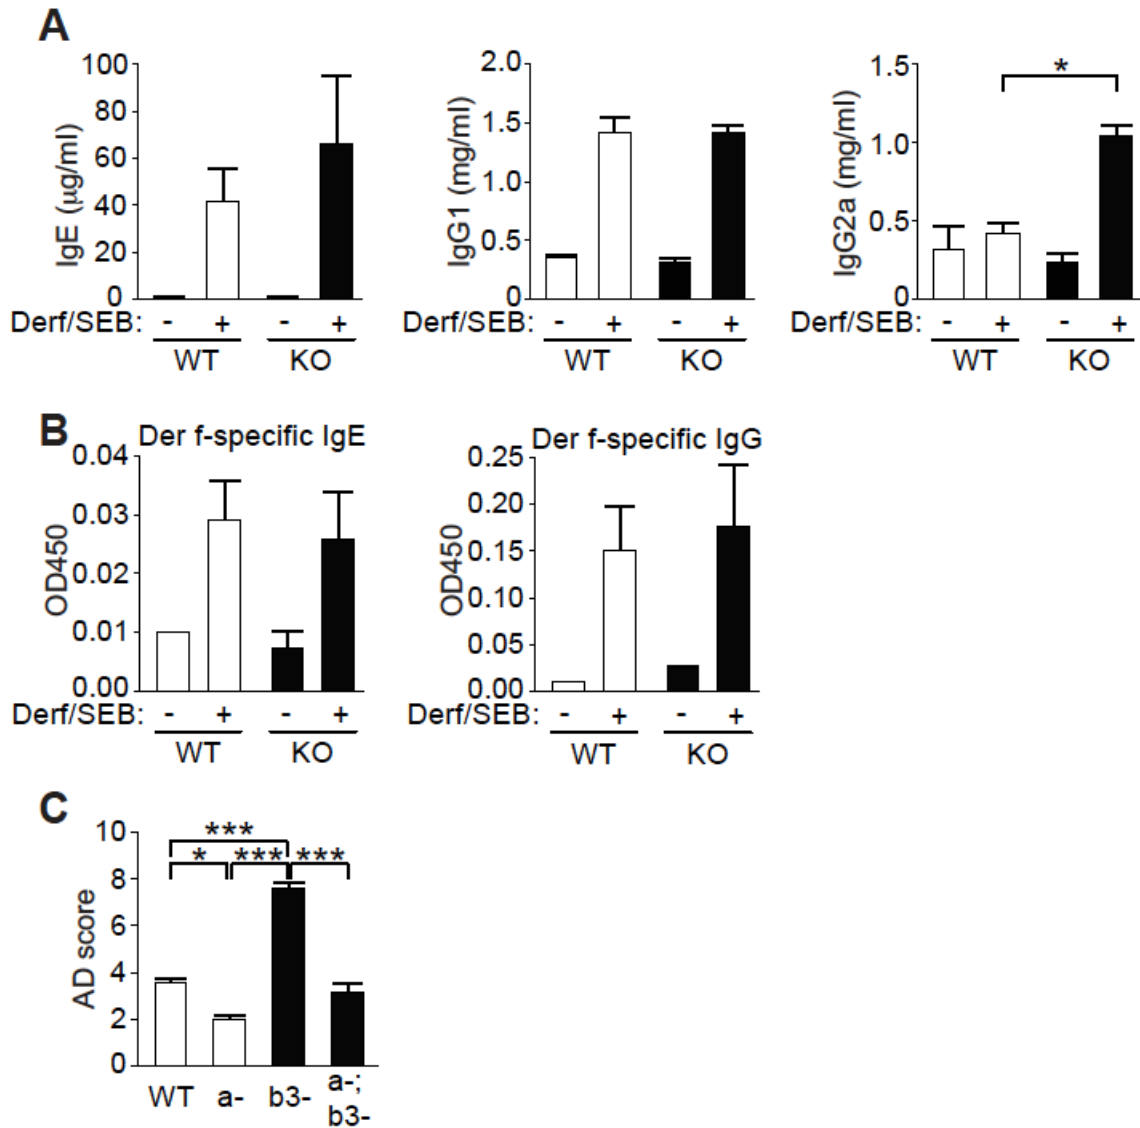 A
IgE (µg/ml)
100
80
60
40
20
0
Derf/SEB: - + - +
WT KO
IgG1 (mg/ml)
2.0
1.5
1.0
0.5
0
Derf/SEB: - + - +
WT KO
IgG2a (mg/ml)
1.5
1.0
0.5
0
*
Derf/SEB: - + - +
WT KO
B
Der f-specific IgE
OD450
0.04
0.03
0.02
0.01
0.00
Derf/SEB: - + - +
WT KO
Der f-specific IgG
OD450
0.25
0.20
0.15
0.10
0.05
0.00
Derf/SEB: - + - +
WT KO
C
AD score
10
8
6
4
2
0
***
* *** ***
WT a- b3- a-;
b3-